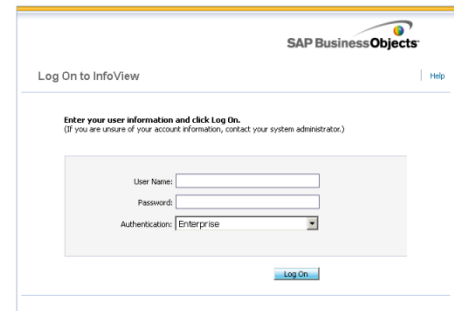 SAP BusinessObjects
Log On to InfoView
Help
Enter your user information and click Log On.
(If you are unsure of your account information, contact your system administrator.)
User Name:
Password:
Authentication: Enterprise
Log On